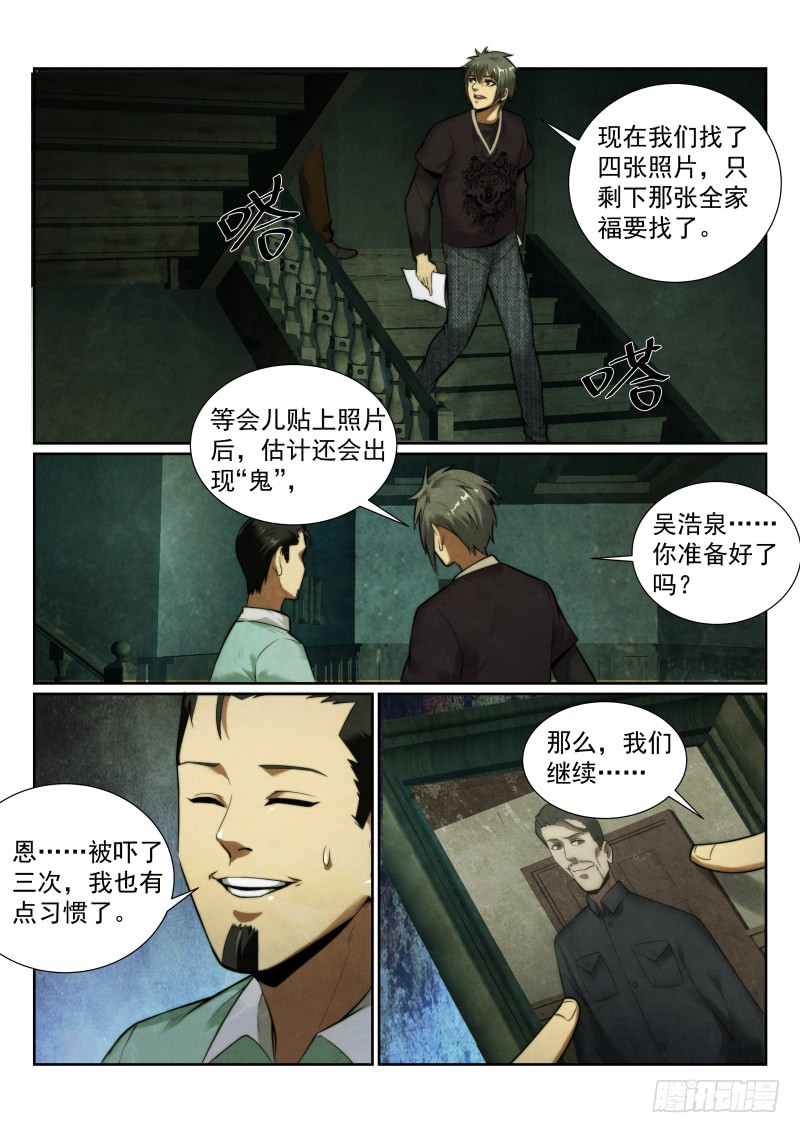 现在我们找了
四张照片，只
剩下那张全家
福要找了。
嗒
嗒
等会儿贴上照片
后，估计还会出
现“鬼”，
吴浩泉……
你准备好了
吗？
那么，我们
继续……
恩……被吓了
三次，我也有
点习惯了。
腾讯动漫